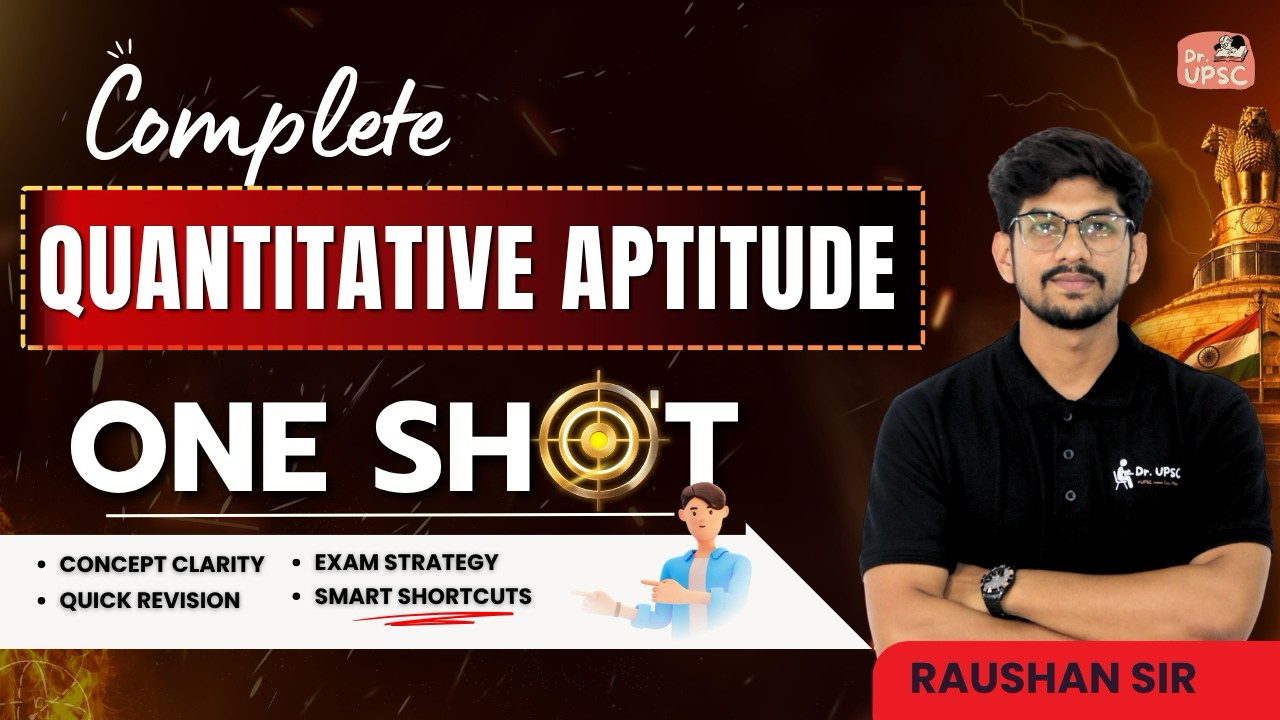 Dr.
UPSC
Complete
QUANTITATIVE APTITUDE
ONE SHOT
• CONCEPT CLARITY
• QUICK REVISION
• EXAM STRATEGY
• SMART SHORTCUTS
Dr. UPSC
RAUSHAN SIR